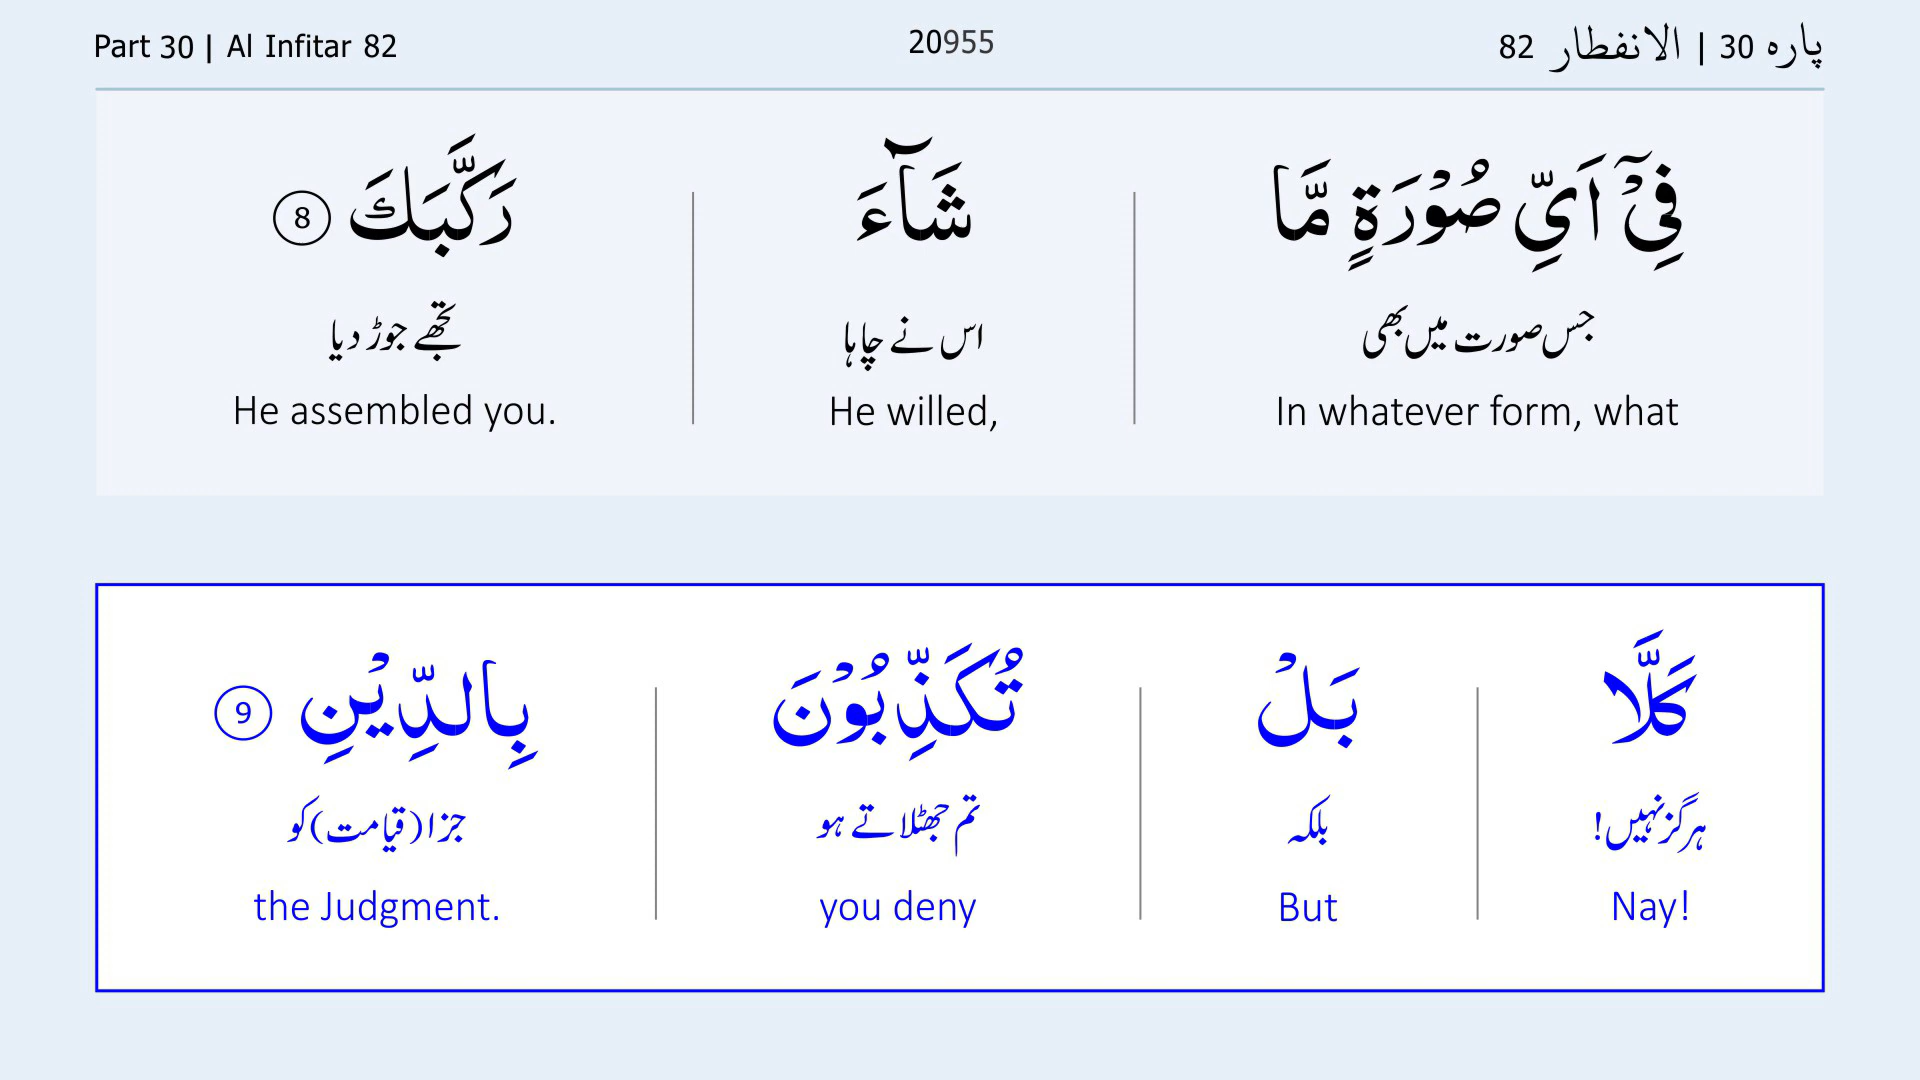 Part 30 | Al Infitar 82 20955 پارہ 30 | الانفطار 82
فِیْۤ اَیِّ صُوْرَةٍ مَّا شَآءَ رَكَّبَكَ 8
جس صورت میں بھی اس نے چاہا تجھے جوڑ دیا
In whatever form, what He willed, He assembled you.
كَلَّا بَلْ تُكَذِّبُوْنَ بِالدِّیْنِ 9
ہرگز نہیں! بلکہ تم جھٹلاتے ہو جزا (قیامت) کو
Nay! But you deny the Judgment.